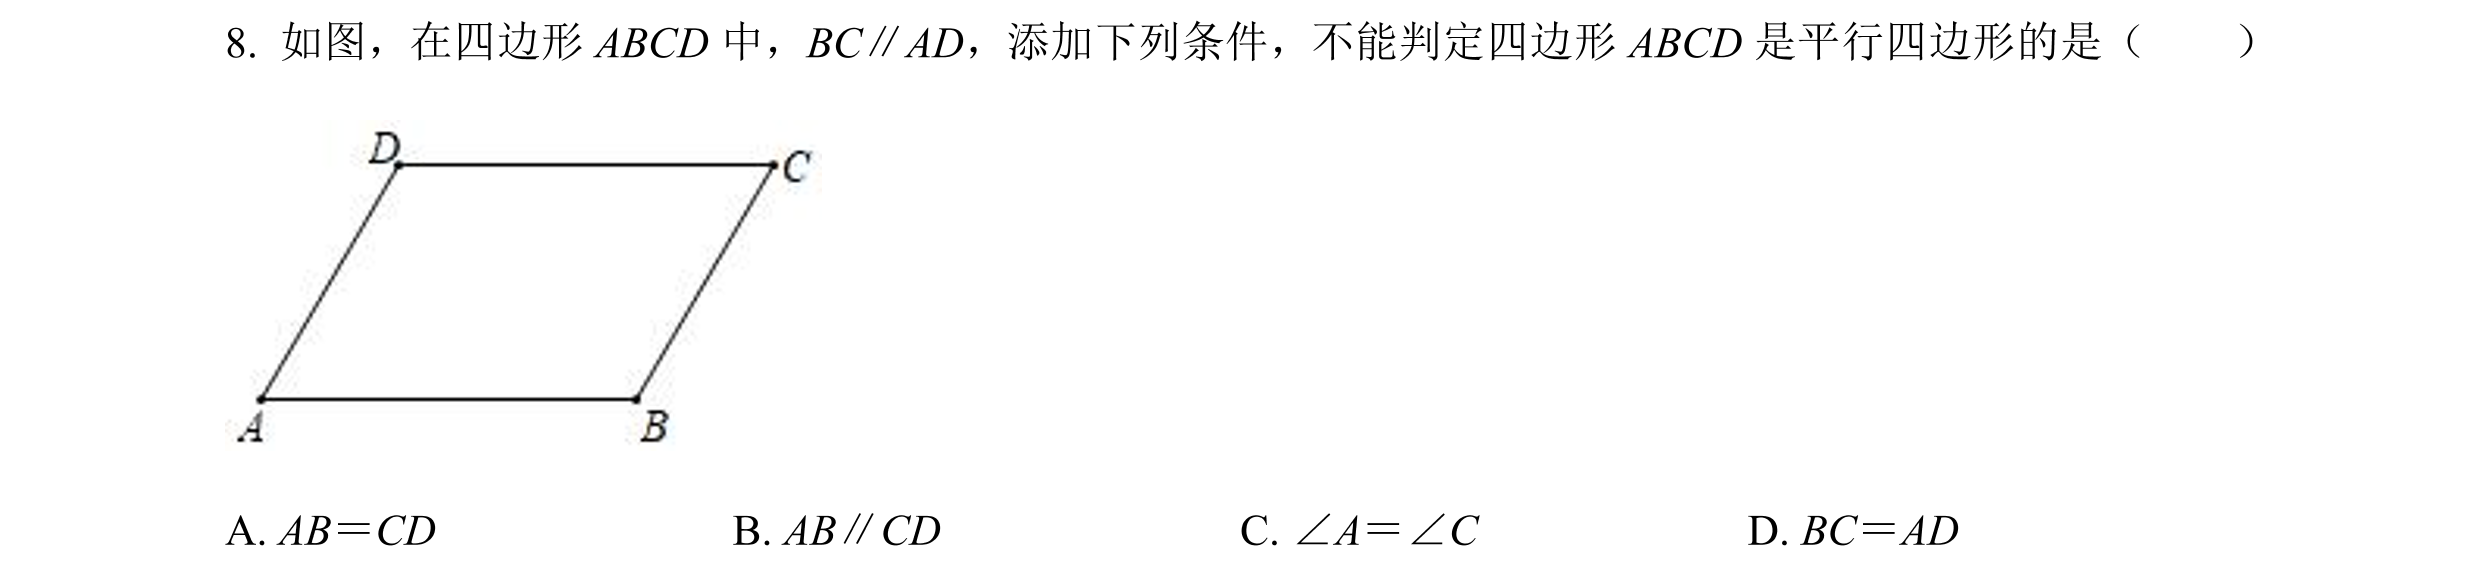 8. 如图，在四边形 ABCD 中，BC∥AD，添加下列条件，不能判定四边形 ABCD 是平行四边形的是（　　）
D
C
A
B
A. AB＝CD B. AB∥CD C. ∠A＝∠C D. BC＝AD